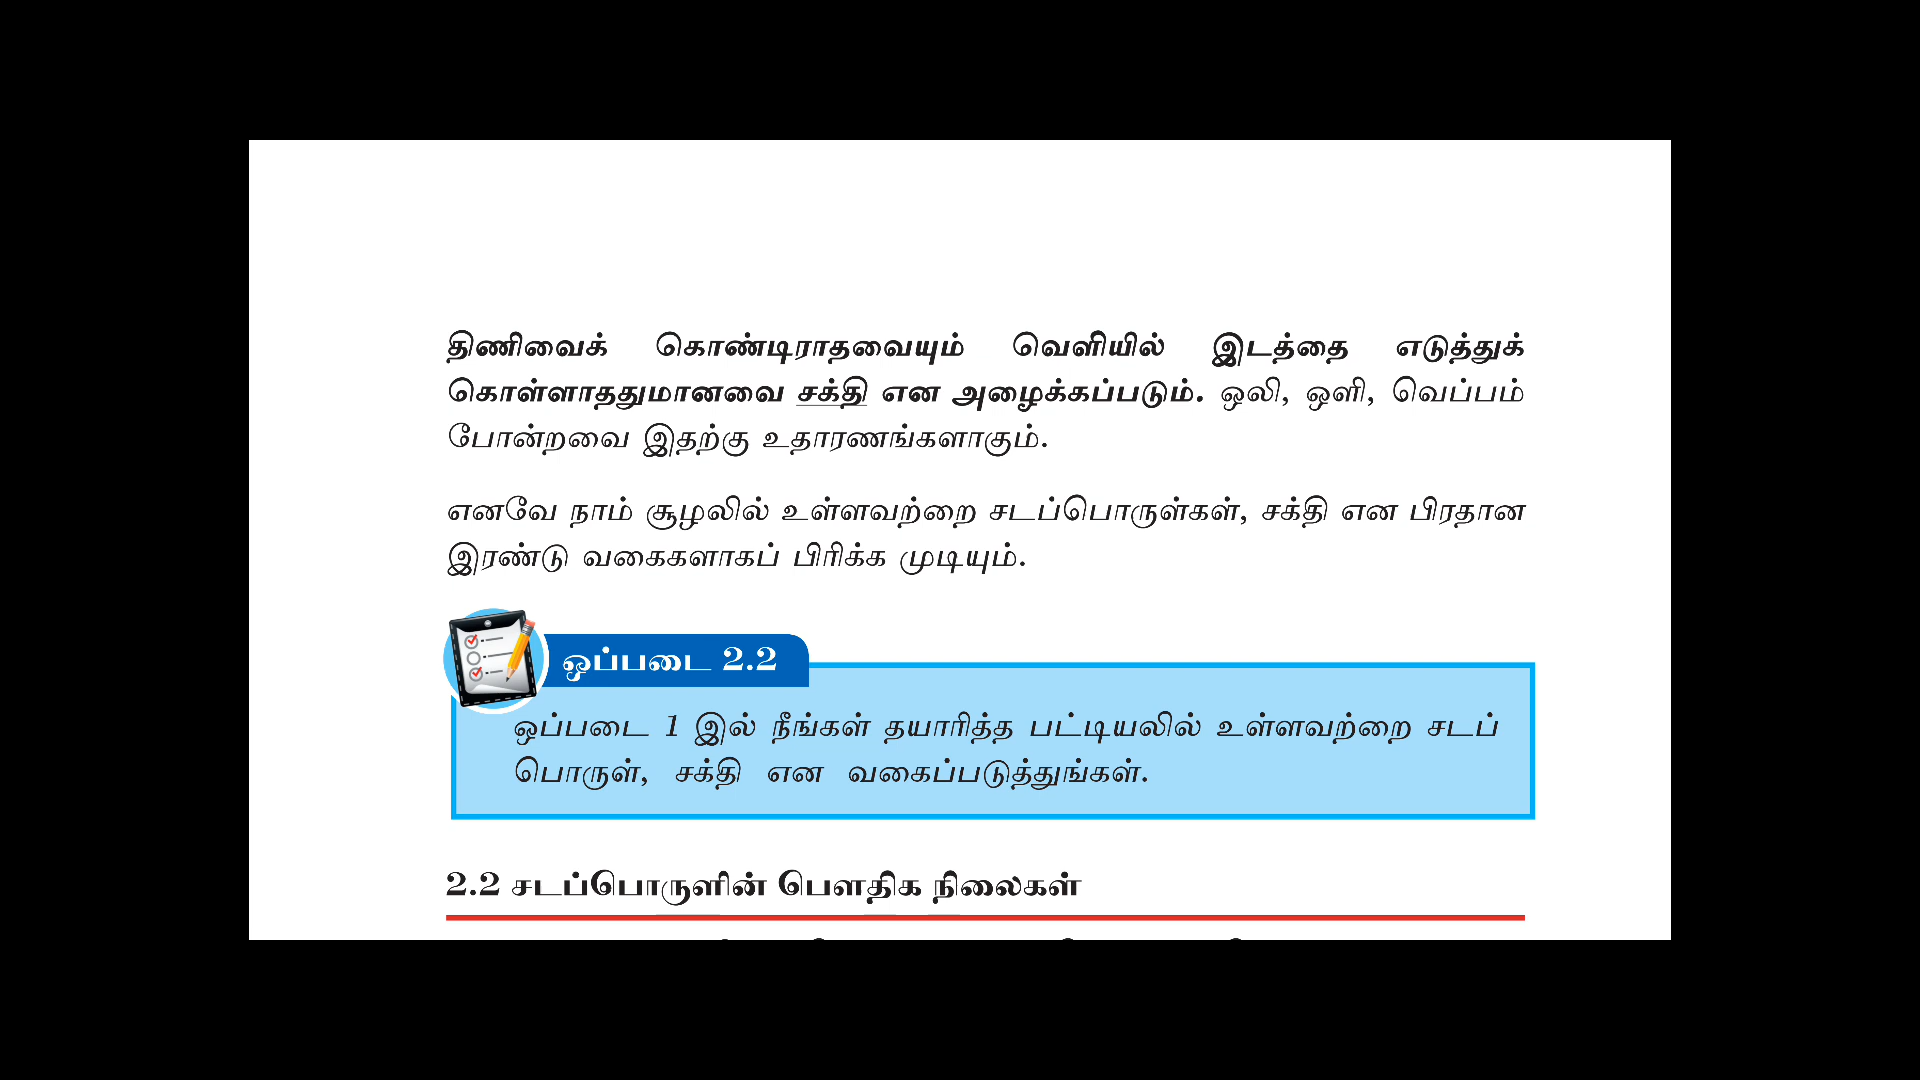 திணிவைக் கொண்டிராதவையும் வெளியில் இடத்தை எடுத்துக்
கொள்ளாததுமானவை சக்தி என அழைக்கப்படும். ஒலி, ஒளி, வெப்பம்
போன்றவை இதற்கு உதாரணங்களாகும்.
எனவே நாம் சூழலில் உள்ளவற்றை சடப்பொருள்கள், சக்தி என பிரதான
இரண்டு வகைகளாகப் பிரிக்க முடியும்.
ஒப்படை 2.2
ஒப்படை 1 இல் நீங்கள் தயாரித்த பட்டியலில் உள்ளவற்றை சடப்
பொருள், சக்தி என வகைப்படுத்துங்கள்.
2.2 சடப்பொருளின் பௌதிக நிலைகள்